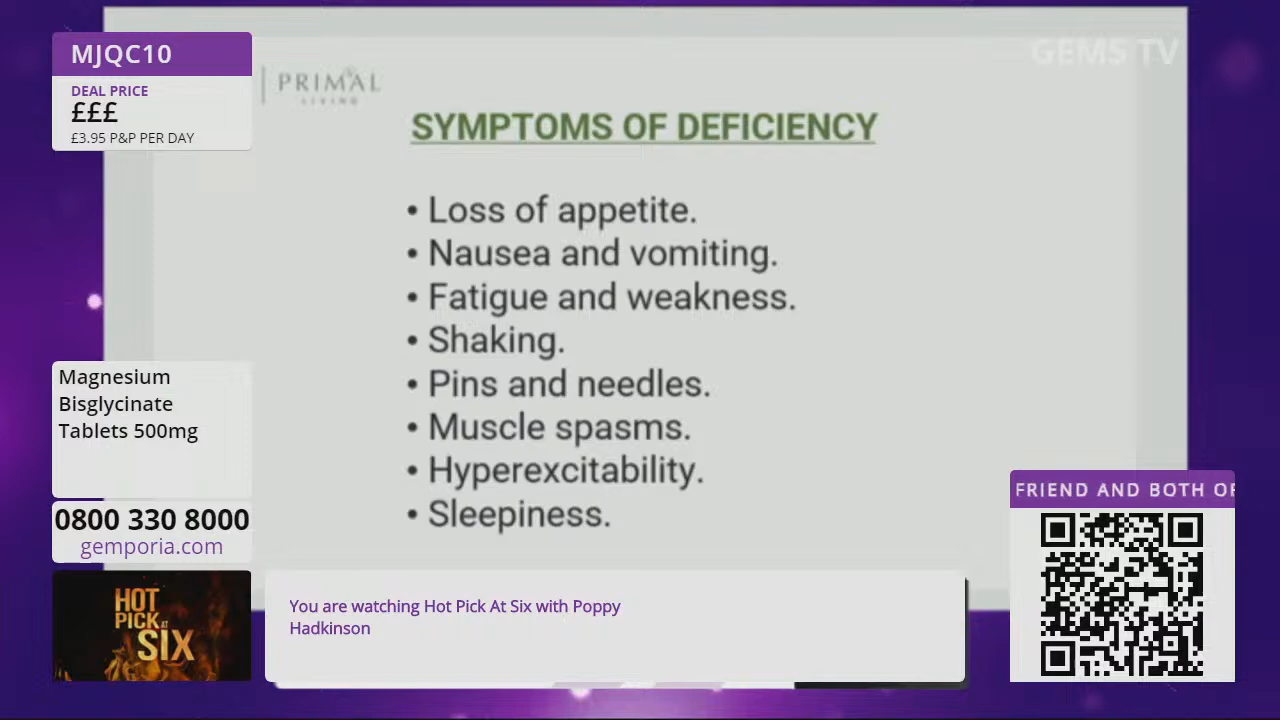 MJQC10
DEAL PRICE
£££
£3.95 P&P PER DAY
GEMS TV
PRIMAL
LIVING
SYMPTOMS OF DEFICIENCY
• Loss of appetite.
• Nausea and vomiting.
• Fatigue and weakness.
• Shaking.
• Pins and needles.
• Muscle spasms.
• Hyperexcitability.
• Sleepiness.
Magnesium
Bisglycinate
Tablets 500mg
0800 330 8000
gemporia.com
HOT
PICK AT
SIX
You are watching Hot Pick At Six with Poppy
Hadkinson
FRIEND AND BOTH